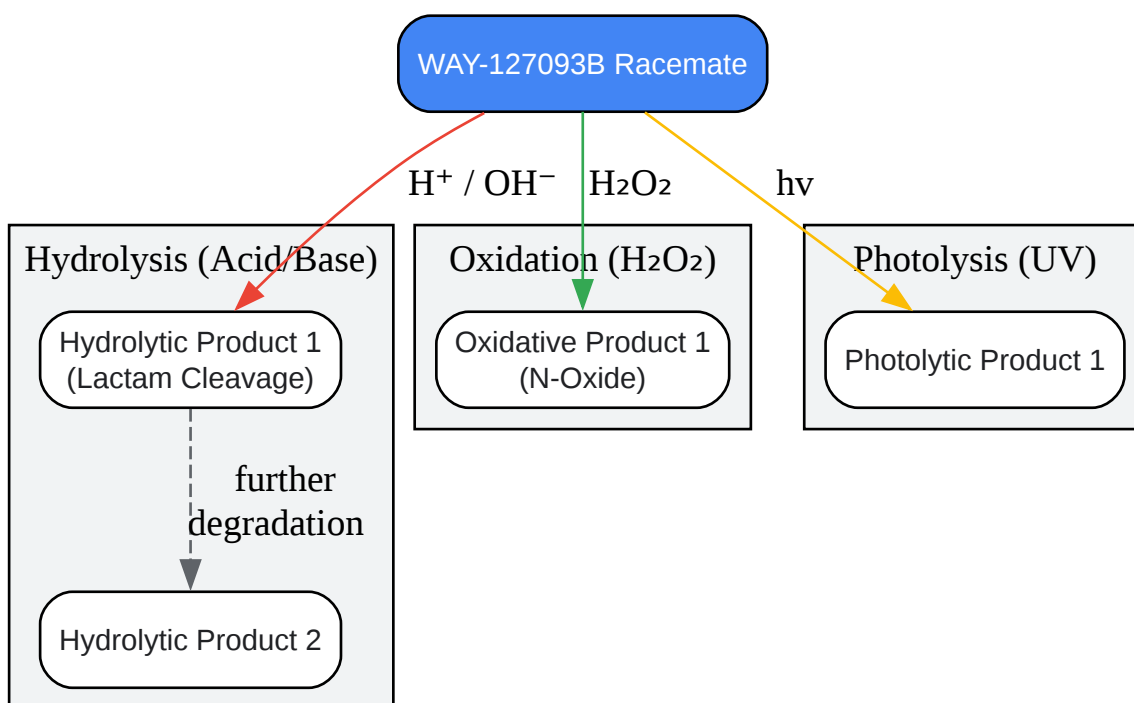 WAY-127093B Racemate
H⁺ / OH⁻
H₂O₂
hv
Hydrolysis (Acid/Base)
Oxidation (H₂O₂)
Photolysis (UV)
Hydrolytic Product 1
(Lactam Cleavage)
Oxidative Product 1
(N-Oxide)
Photolytic Product 1
further
degradation
Hydrolytic Product 2